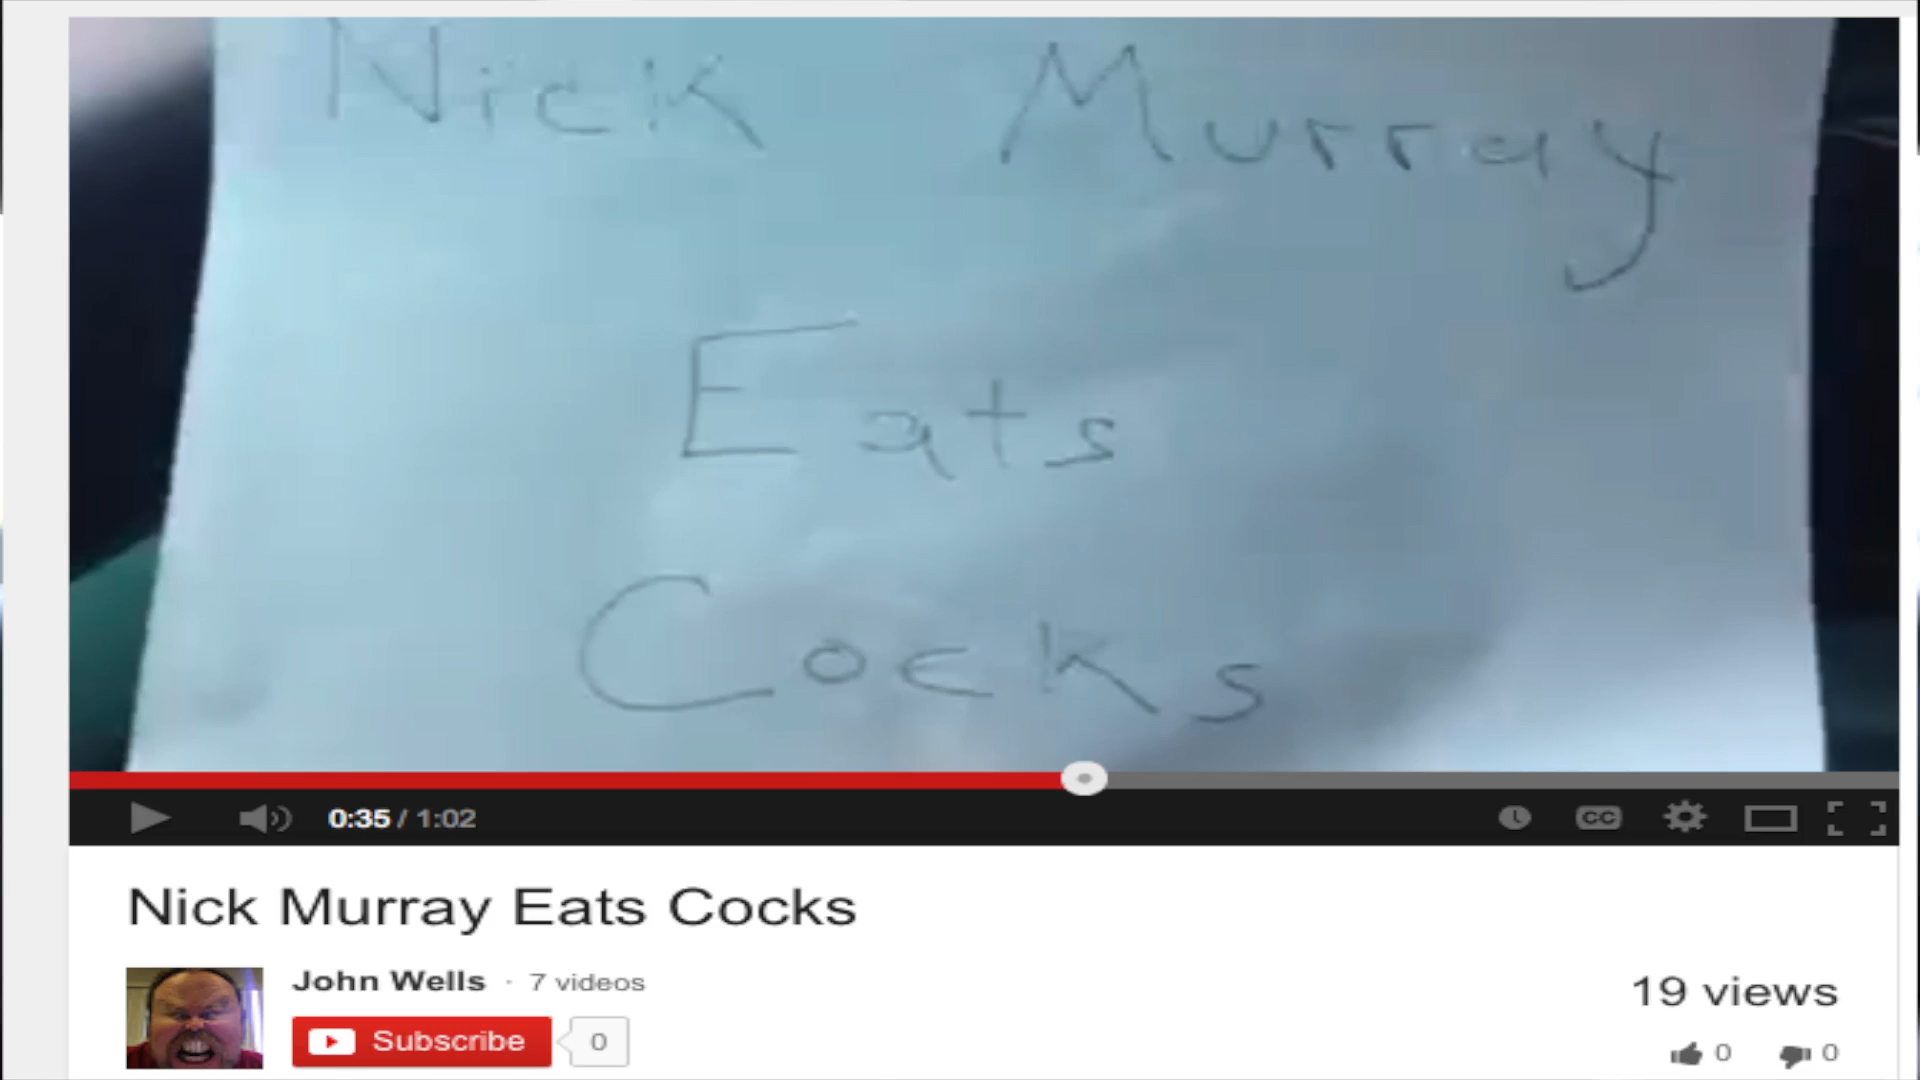 Nick Murray
Eats
Cocks
0:35 / 1:02
CC
Nick Murray Eats Cocks
John Wells · 7 videos
19 views
Subscribe
0
0
0